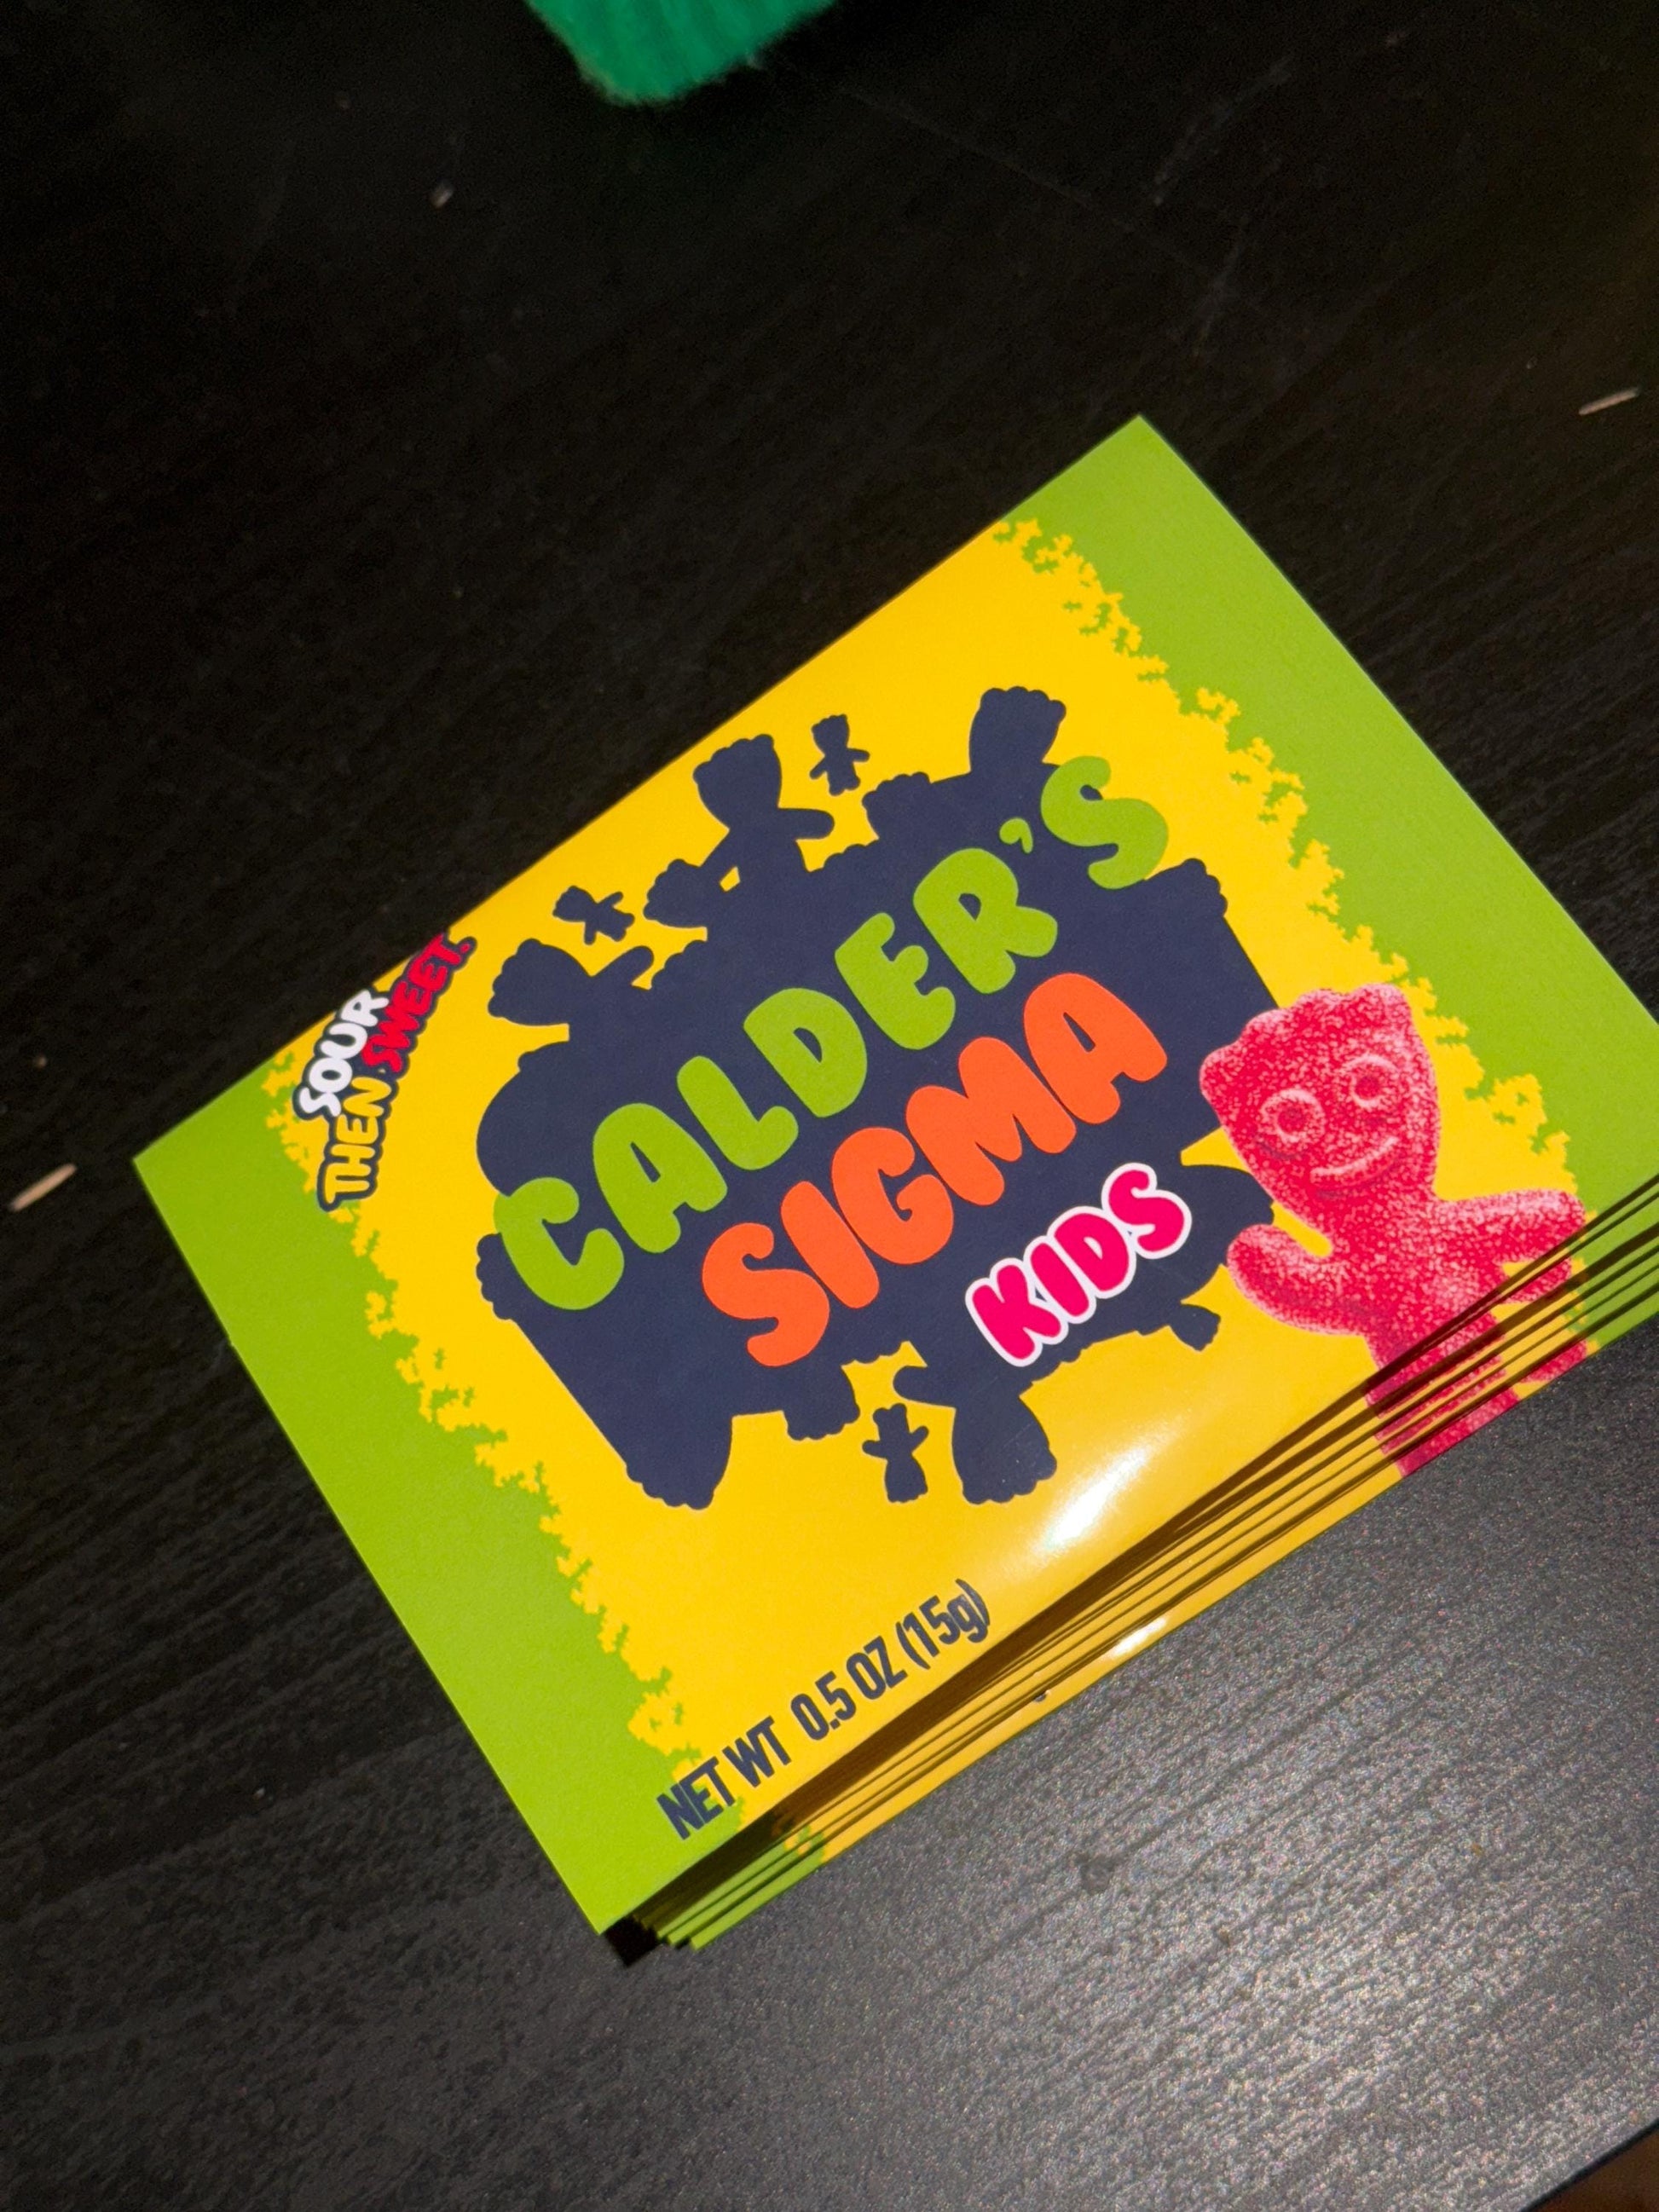 SOUR
THEN SWEET.
CALDER'S
SIGMA
KIDS
NET WT 0.5 OZ (15g)